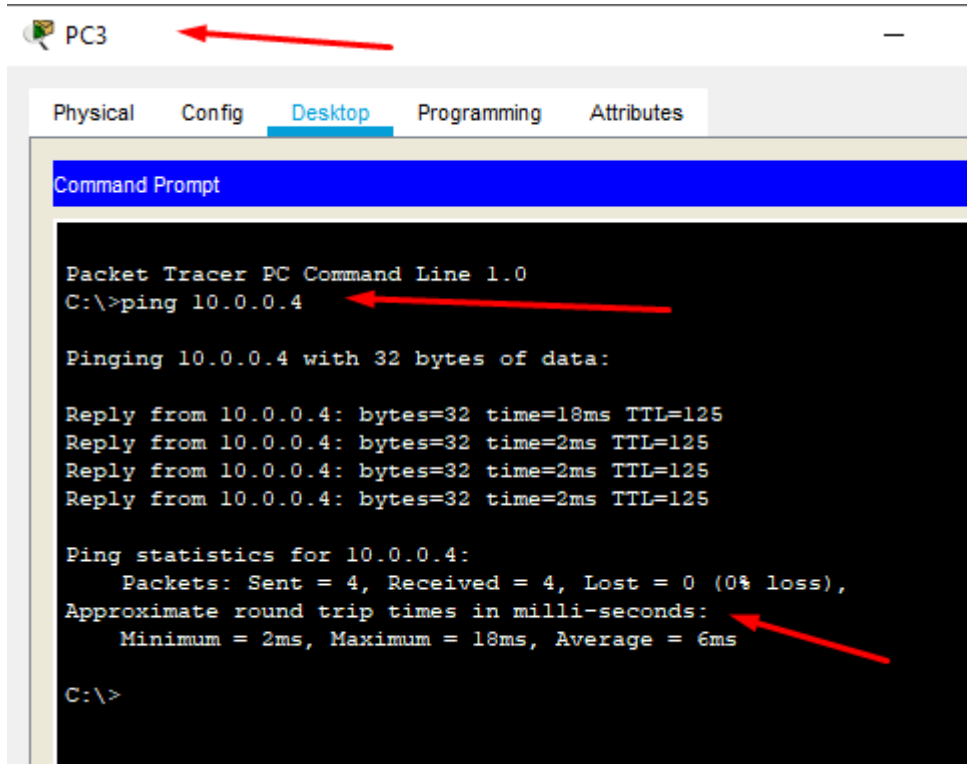 PC3
Physical Config Desktop Programming Attributes
Command Prompt
Packet Tracer PC Command Line 1.0
C:\>ping 10.0.0.4
Pinging 10.0.0.4 with 32 bytes of data:
Reply from 10.0.0.4: bytes=32 time=18ms TTL=125
Reply from 10.0.0.4: bytes=32 time=2ms TTL=125
Reply from 10.0.0.4: bytes=32 time=2ms TTL=125
Reply from 10.0.0.4: bytes=32 time=2ms TTL=125
Ping statistics for 10.0.0.4:
Packets: Sent = 4, Received = 4, Lost = 0 (0% loss),
Approximate round trip times in milli-seconds:
Minimum = 2ms, Maximum = 18ms, Average = 6ms
C:\>